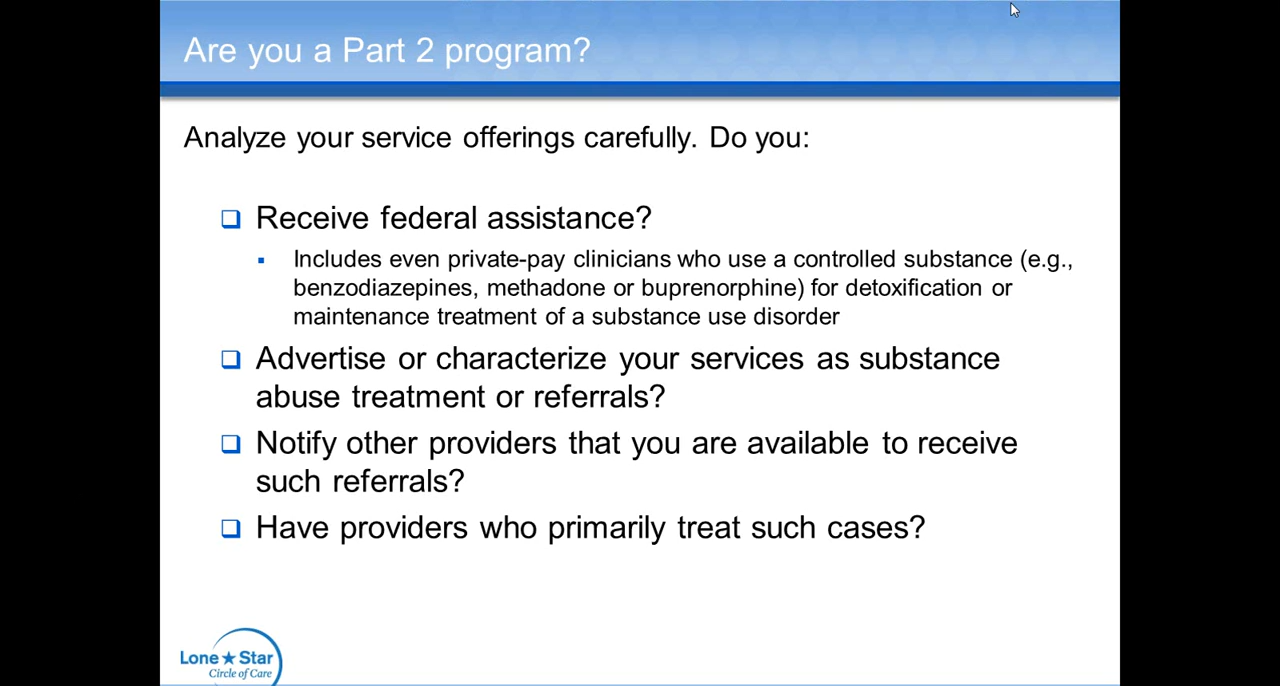 Are you a Part 2 program?
Analyze your service offerings carefully. Do you:
Receive federal assistance?
Includes even private-pay clinicians who use a controlled substance (e.g.,
benzodiazepines, methadone or buprenorphine) for detoxification or
maintenance treatment of a substance use disorder
Advertise or characterize your services as substance
abuse treatment or referrals?
Notify other providers that you are available to receive
such referrals?
Have providers who primarily treat such cases?
Lone★Star
Circle of Care